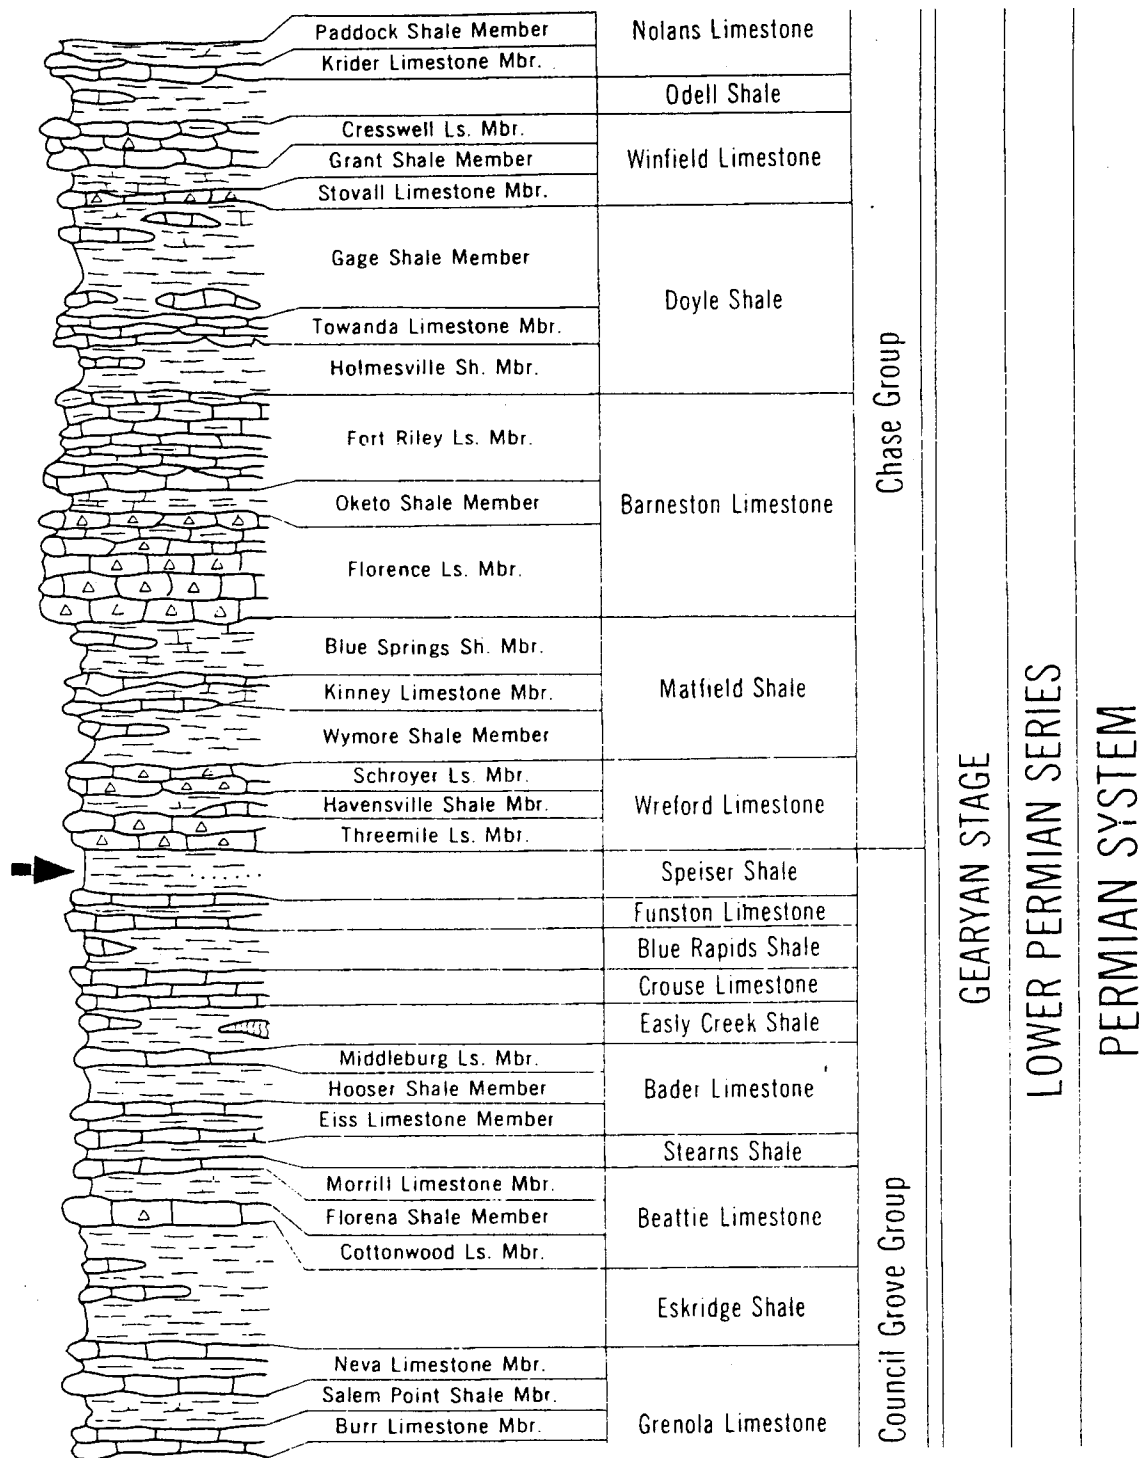 Paddock Shale Member
Krider Limestone Mbr.
Nolans Limestone
Odell Shale
Cresswell Ls. Mbr.
Grant Shale Member
Stovall Limestone Mbr.
Winfield Limestone
Gage Shale Member
Towanda Limestone Mbr.
Holmesville Sh. Mbr.
Doyle Shale
Fort Riley Ls. Mbr.
Oketo Shale Member
Florence Ls. Mbr.
Barneston Limestone
Blue Springs Sh. Mbr.
Kinney Limestone Mbr.
Wymore Shale Member
Matfield Shale
Schroyer Ls. Mbr.
Havensville Shale Mbr.
Threemile Ls. Mbr.
Wreford Limestone
Chase Group
Speiser Shale
Funston Limestone
Blue Rapids Shale
Crouse Limestone
Easly Creek Shale
Middleburg Ls. Mbr.
Hooser Shale Member
Eiss Limestone Member
Bader Limestone
Stearns Shale
Morrill Limestone Mbr.
Florena Shale Member
Cottonwood Ls. Mbr.
Beattie Limestone
Eskridge Shale
Neva Limestone Mbr.
Salem Point Shale Mbr.
Burr Limestone Mbr.
Grenola Limestone
Council Grove Group
GEARYAN STAGE
LOWER PERMIAN SERIES
PERMIAN SYSTEM